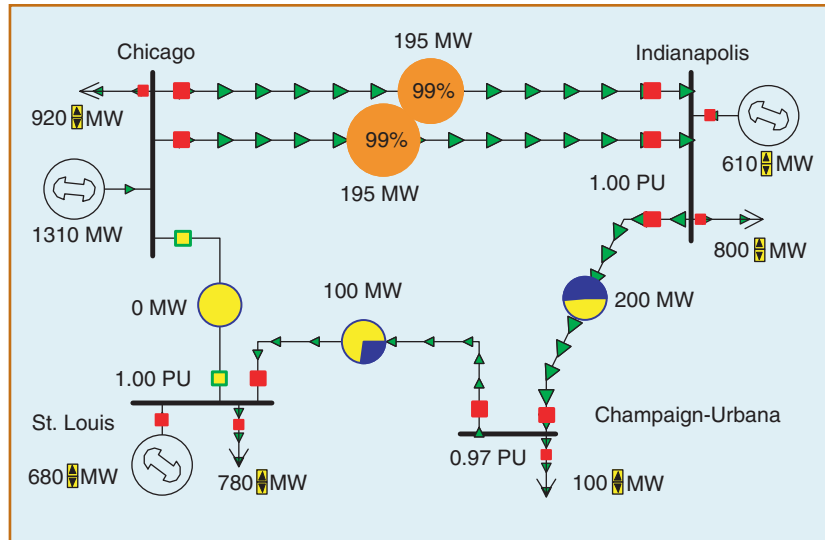 195 MW
Chicago
Indianapolis
99%
920 MW
99%
610 MW
195 MW
1.00 PU
1310 MW
800 MW
100 MW
0 MW
200 MW
1.00 PU
St. Louis
Champaign-Urbana
0.97 PU
680 MW
780 MW
100 MW